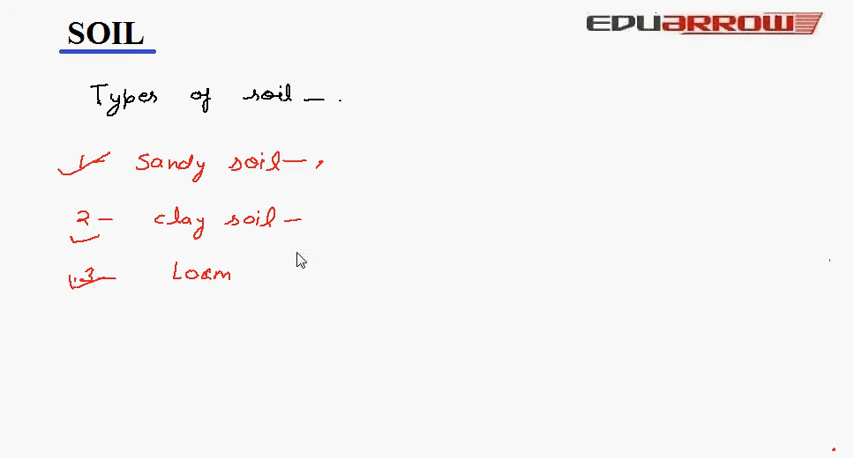 SOIL
EDUARROW
Types of soil - .
1- Sandy soil -
2- clay soil -
3- Loam